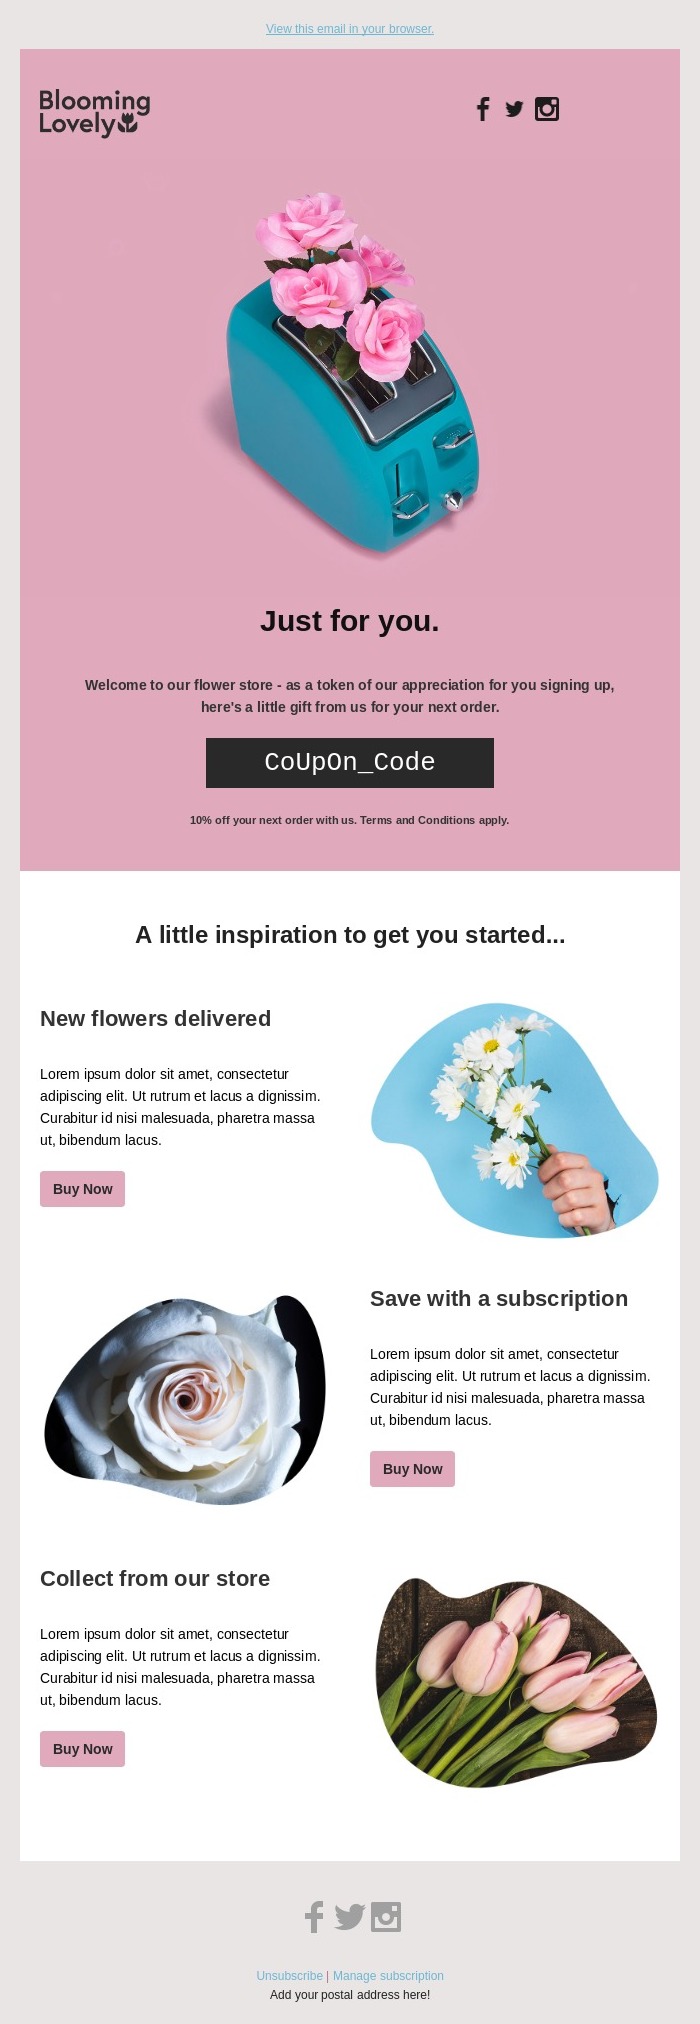 View this email in your browser.
Blooming
Lovely
Just for you.
Welcome to our flower store - as a token of our appreciation for you signing up,
here's a little gift from us for your next order.
CoUpOn_Code
10% off your next order with us. Terms and Conditions apply.
A little inspiration to get you started...
New flowers delivered
Lorem ipsum dolor sit amet, consectetur
adipiscing elit. Ut rutrum et lacus a dignissim.
Curabitur id nisi malesuada, pharetra massa
ut, bibendum lacus.
Buy Now
Save with a subscription
Lorem ipsum dolor sit amet, consectetur
adipiscing elit. Ut rutrum et lacus a dignissim.
Curabitur id nisi malesuada, pharetra massa
ut, bibendum lacus.
Buy Now
Collect from our store
Lorem ipsum dolor sit amet, consectetur
adipiscing elit. Ut rutrum et lacus a dignissim.
Curabitur id nisi malesuada, pharetra massa
ut, bibendum lacus.
Buy Now
Unsubscribe | Manage subscription
Add your postal address here!